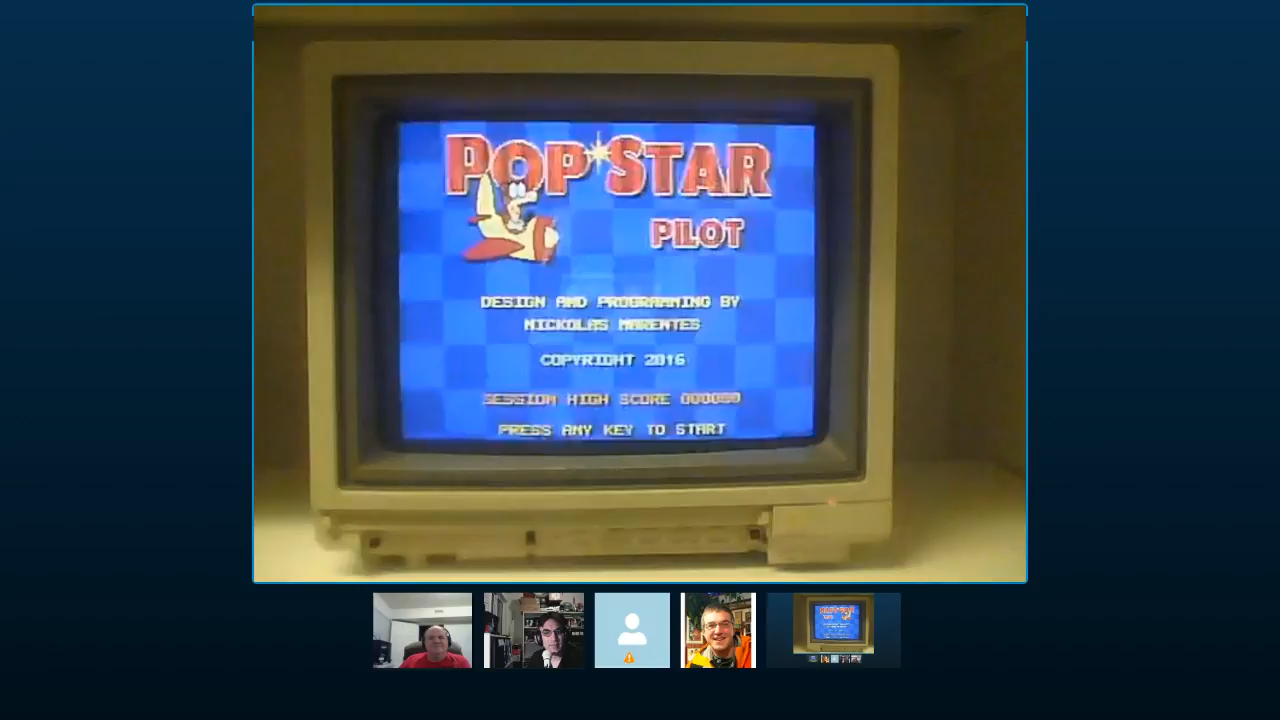 POP★STAR
PILOT
DESIGN AND PROGRAMMING BY
NICKOLAS MARENTES
COPYRIGHT 2016
SESSION HIGH SCORE 000000
PRESS ANY KEY TO START